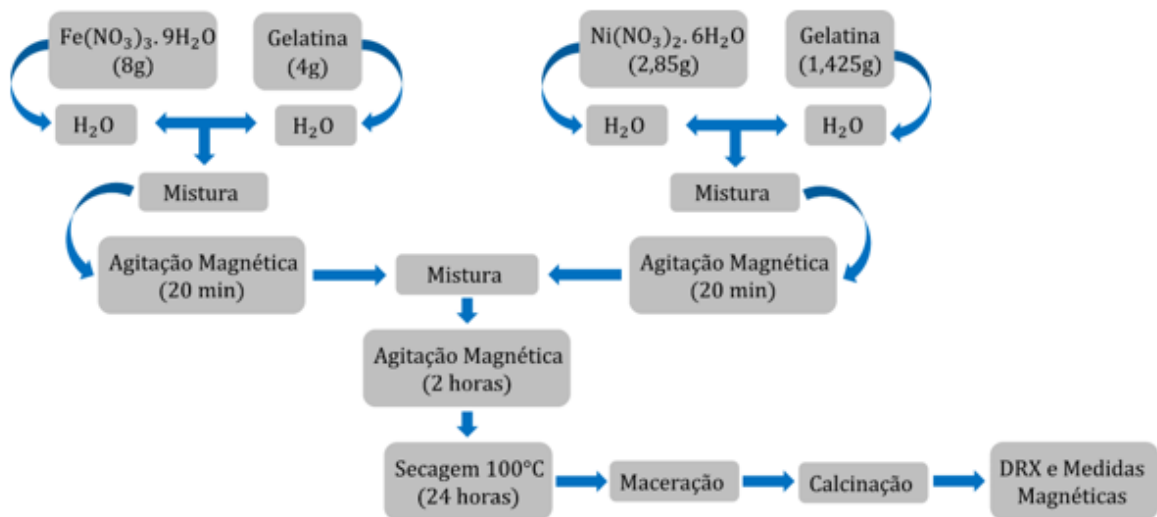 Fe(NO₃)₃. 9H₂O
(8g)
Gelatina
(4g)
Ni(NO₃)₂. 6H₂O
(2,85g)
Gelatina
(1,425g)
H₂O
H₂O
H₂O
H₂O
Mistura
Mistura
Agitação Magnética
(20 min)
Mistura
Agitação Magnética
(20 min)
Agitação Magnética
(2 horas)
Secagem 100°C
(24 horas)
Maceração
Calcinação
DRX e Medidas
Magnéticas